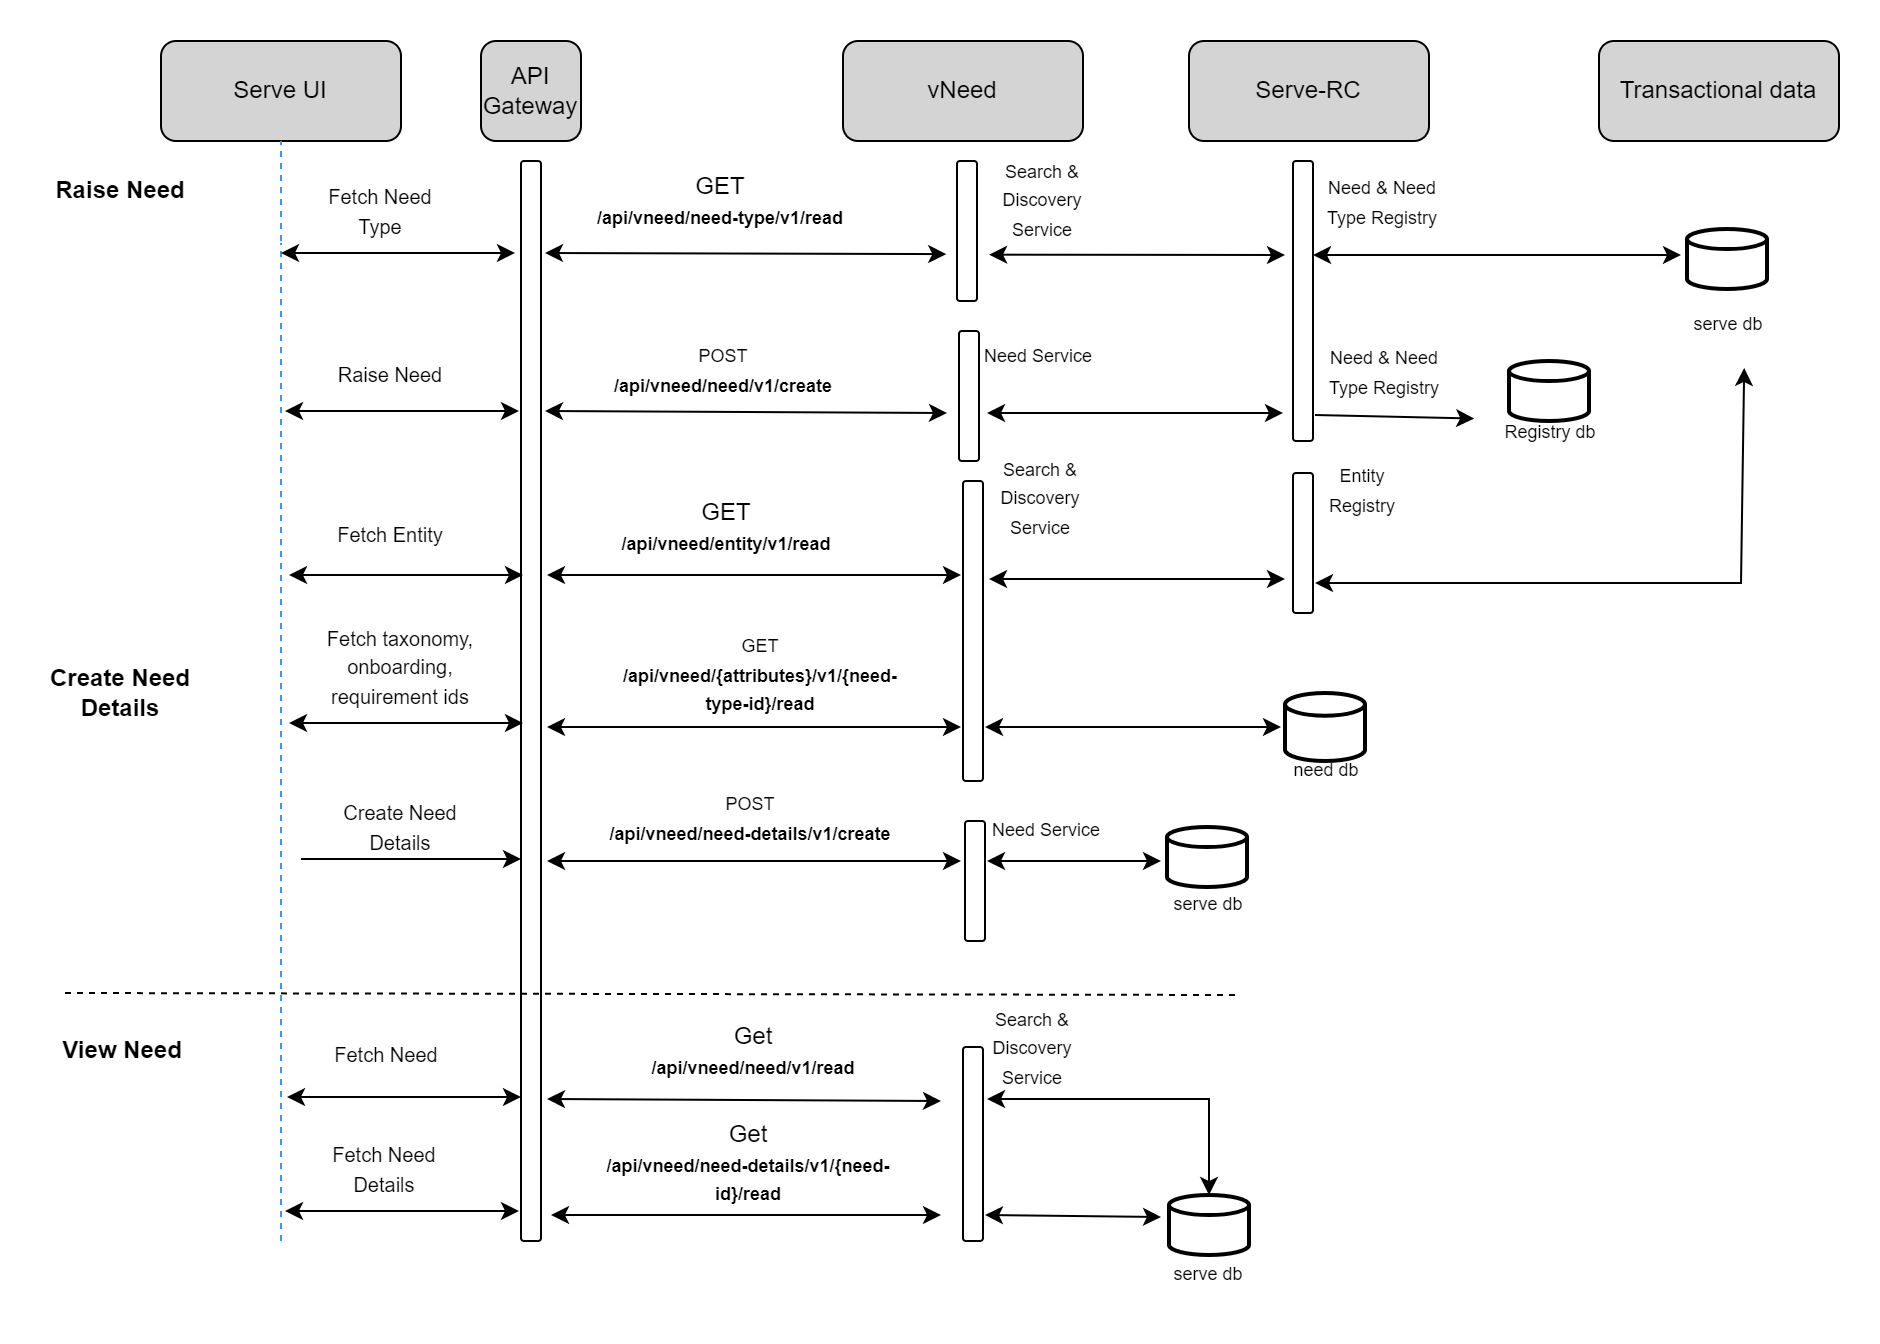 Serve UI
API
Gateway
vNeed
Serve-RC
Transactional data
Raise Need
Fetch Need
Type
GET
/api/vneed/need-type/v1/read
Search &
Discovery
Service
Need & Need
Type Registry
serve db
Raise Need
POST
/api/vneed/need/v1/create
Need Service
Need & Need
Type Registry
Registry db
Fetch Entity
GET
/api/vneed/entity/v1/read
Search &
Discovery
Service
Entity
Registry
Create Need
Details
Fetch taxonomy,
onboarding,
requirement ids
GET
/api/vneed/{attributes}/v1/{need-
type-id}/read
need db
Create Need
Details
POST
/api/vneed/need-details/v1/create
Need Service
serve db
View Need
Fetch Need
Get
/api/vneed/need/v1/read
Search &
Discovery
Service
Fetch Need
Details
Get
/api/vneed/need-details/v1/{need-
id}/read
serve db